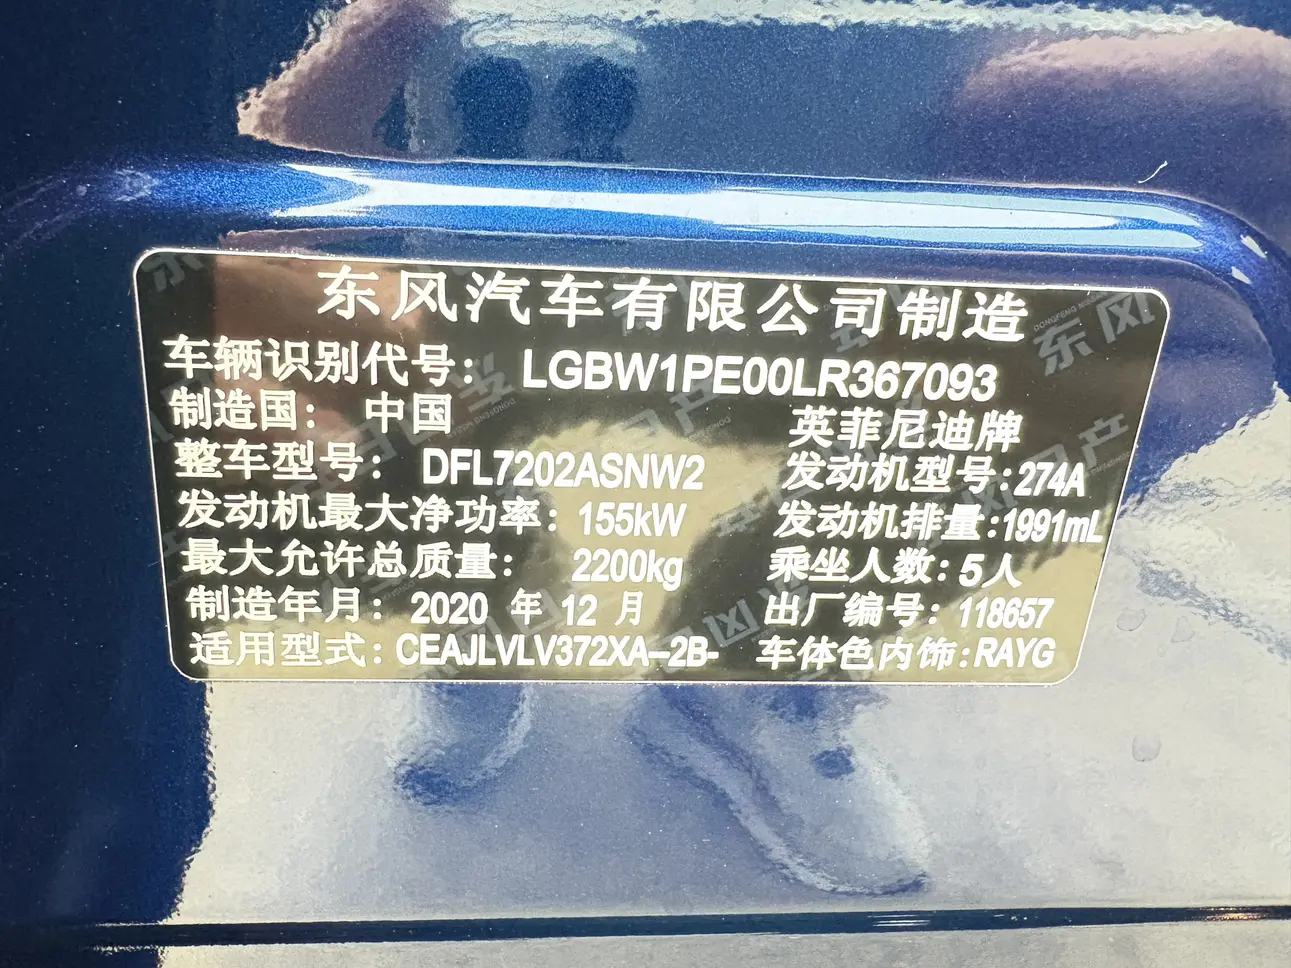 东风汽车有限公司制造
车辆识别代号: LGBW1PE00LR367093
制造国: 中国 英菲尼迪牌
整车型号: DFL7202ASNW2 发动机型号:274A
发动机最大净功率: 155kW 发动机排量:1991mL
最大允许总质量: 2200kg 乘坐人数: 5人
制造年月: 2020 年 12 月 出厂编号: 118657
适用型式: CEAJLVLV372XA-2B- 车体色内饰:RAYG
东风
日产